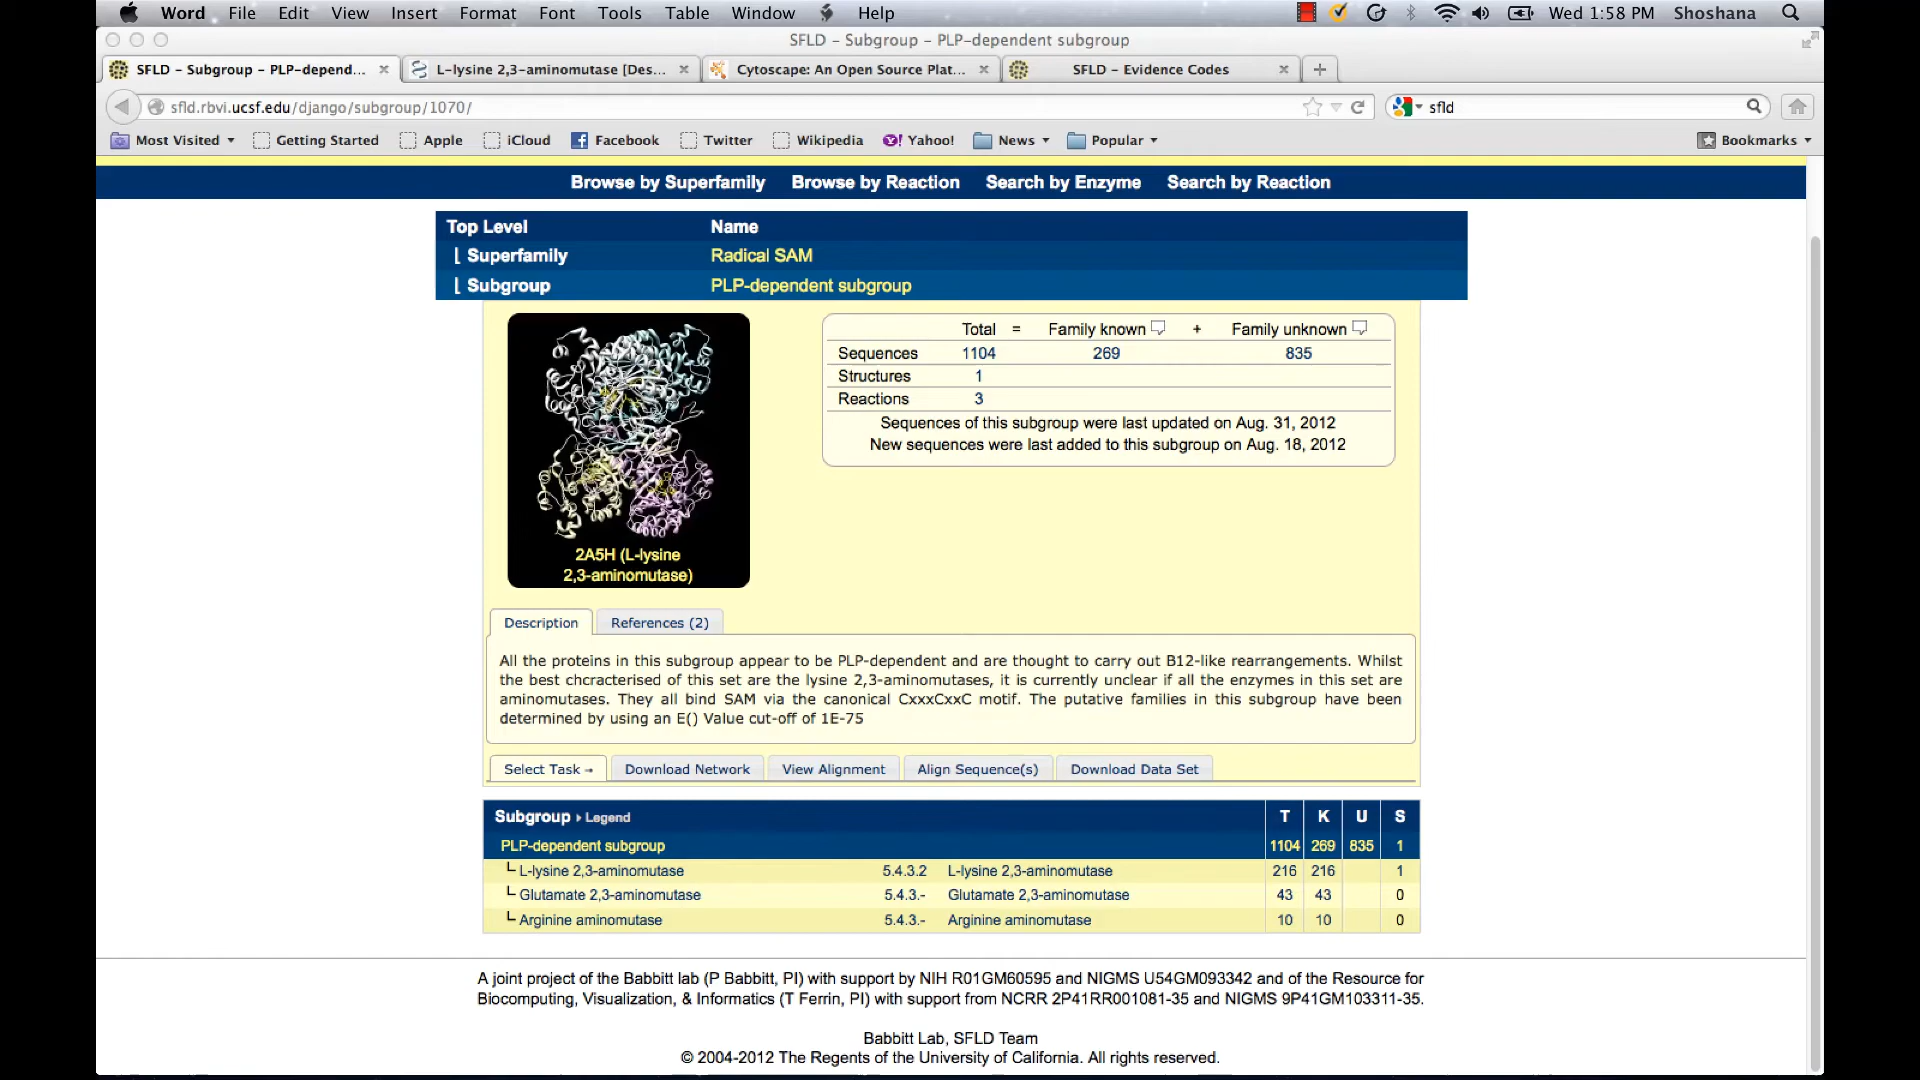 Word File Edit View Insert Format Font Tools Table Window Help Wed 1:58 PM Shoshana
SFLD – Subgroup – PLP-dependent subgroup
SFLD – Subgroup – PLP-depend... L-lysine 2,3-aminomutase [Des... Cytoscape: An Open Source Plat... SFLD – Evidence Codes
sfld.rbvi.ucsf.edu/django/subgroup/1070/ sfld
Most Visited Getting Started Apple iCloud Facebook Twitter Wikipedia Yahoo! News Popular Bookmarks
Browse by Superfamily Browse by Reaction Search by Enzyme Search by Reaction
Top Level Name
Superfamily Radical SAM
Subgroup PLP-dependent subgroup
Total = Family known + Family unknown
Sequences 1104 269 835
Structures 1
Reactions 3
Sequences of this subgroup were last updated on Aug. 31, 2012
New sequences were last added to this subgroup on Aug. 18, 2012
2A5H (L-lysine
2,3-aminomutase)
Description References (2)
All the proteins in this subgroup appear to be PLP-dependent and are thought to carry out B12-like rearrangements. Whilst
the best chcracterised of this set are the lysine 2,3-aminomutases, it is currently unclear if all the enzymes in this set are
aminomutases. They all bind SAM via the canonical CxxxCxxC motif. The putative families in this subgroup have been
determined by using an E() Value cut-off of 1E-75
Select Task Download Network View Alignment Align Sequence(s) Download Data Set
Subgroup Legend T K U S
PLP-dependent subgroup 1104 269 835 1
L-lysine 2,3-aminomutase 5.4.3.2 L-lysine 2,3-aminomutase 216 216 1
Glutamate 2,3-aminomutase 5.4.3.- Glutamate 2,3-aminomutase 43 43 0
Arginine aminomutase 5.4.3.- Arginine aminomutase 10 10 0
A joint project of the Babbitt lab (P Babbitt, PI) with support by NIH R01GM60595 and NIGMS U54GM093342 and of the Resource for
Biocomputing, Visualization, & Informatics (T Ferrin, PI) with support from NCRR 2P41RR001081-35 and NIGMS 9P41GM103311-35.
Babbitt Lab, SFLD Team
© 2004-2012 The Regents of the University of California. All rights reserved.